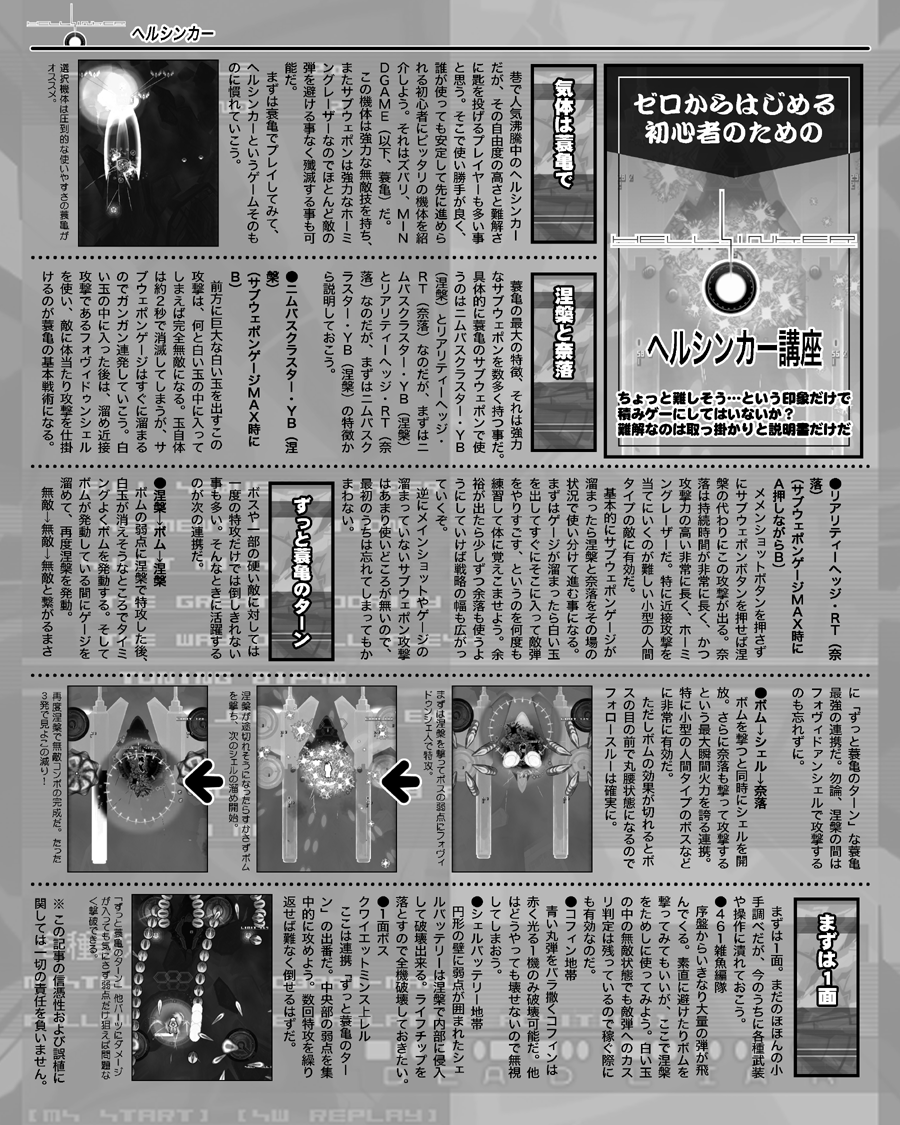 ヘルシンカー
ゼロからはじめる
初心者のための
HELLSINKER
ヘルシンカー講座
ちょっと難しそう…という印象だけで
積みゲーにしてはいないか？
難解なのは取っ掛かりと説明書だけだ
気体は蓑亀で
　巷で人気沸騰中のヘルシンカー
だが、その自由度の高さと難解さ
に匙を投げるプレイヤーも多い事
と思う。そこで使い勝手が良く、
誰が使っても安定して先に進めら
れる初心者にピッタリの機体を紹
介しよう。それはズバリ、ＭＩＮ
ＤＧＡＭＥ（以下、蓑亀）だ。
　この機体は強力な無敵技を持ち、
またサブウェポンは強力なホーミ
ングレーザーなのでほとんど敵の
弾を避ける事なく殲滅する事も可
能だ。
　まずは蓑亀でプレイしてみて、
ヘルシンカーというゲームそのも
のに慣れていこう。
選択機体は圧倒的な使いやすさの蓑亀が
オススメ。
涅槃と奈落
　蓑亀の最大の特徴、それは強力
なサブウェポンを数多く持つ事だ。
具体的に蓑亀のサブウェポンで使
うのはニムバスクラスター・ＹＢ
（涅槃）とリアリティーヘッジ・
ＲＴ（奈落）なのだが、まずはニ
ムバスクラスター・ＹＢ（涅槃）
とリアリティーヘッジ・ＲＴ（奈
落）なのだが、まずはニムバスク
ラスター・ＹＢ（涅槃）の特徴か
ら説明しておこう。
●ニムバスクラスター・ＹＢ（涅
槃）
（サブウェポンゲージＭＡＸ時に
Ｂ）
　前方に巨大な白い玉を出すこの
攻撃は、何と白い玉の中に入って
しまえば完全無敵になる。玉自体
は約２秒で消滅してしまうが、サ
ブウェポンゲージはすぐに溜まる
のでガンガン連発していこう。白
い玉の中に入った後は、溜め近接
攻撃であるフォヴィドゥンシェル
を使い、敵に体当たり攻撃を仕掛
けるのが蓑亀の基本戦術になる。
●リアリティーヘッジ・ＲＴ（奈
落）
（サブウェポンゲージＭＡＸ時に
Ａ押しながらＢ）
　メインショットボタンを押さず
にサブウェポンボタンを押せば涅
槃の代わりにこの攻撃が出る。奈
落は持続時間が非常に長く、かつ
攻撃力の高い非常に長く、ホーミ
ングレーザーだ。特に近接攻撃を
当てにいくのが難しい小型の人間
タイプの敵に有効だ。
　基本的にサブウェポンゲージが
溜まったら涅槃と奈落をその場の
状況で使い分けて進む事になる。
まずはゲージが溜まったら白い玉
を出してすぐそこに入って敵弾
をやりすごす、というのを何度も
練習して体に覚えこませよう。余
裕が出たら少しずつ余落も使うよ
うにしていけば戦略の幅も広がっ
ていくぞ。
　逆にメインショットやゲージの
溜まっていないサブウェポン攻撃
はあまり使いどころが無いので、
最初のうちは忘れてしまってもか
まわない。
ずっと蓑亀のターン
　ボスや一部の硬い敵に対しては
一度の特攻だけでは倒しきれない
事も多い。そんなときに活躍する
のが次の連携だ。
●涅槃→ボム→涅槃
　ボムの弱点に涅槃で特攻した後、
白玉が消えそうなところでタイミ
ングよくボムを発動する。そして
ボムが発動している間にゲージを
溜めて、再度涅槃を発動。
　無敵→無敵→無敵と繋がるまさ
に「ずっと蓑亀のターン」な蓑亀
最強の連携だ。勿論、涅槃の間は
フォヴィドアンシェルで攻撃する
のも忘れずに。
●ボム→シェル→奈落
　ボムを撃つと同時にシェルを開
放。さらに奈落も撃って攻撃する
という最大瞬間火力を誇る連携。
特に小型の人間タイプのボスなど
に非常に有効だ。
　ただしボムの効果が切れるとボ
スの目の前で丸腰状態になるので
フォロースルーは確実に。
まずは涅槃を撃ってボスの弱点にフォヴィ
ドゥンシェんで特攻。
涅槃が途切れそうになったらすかさずボム
を撃ち、次のシェルの溜め開始。
再度涅槃で無敵コンボの完成だ。たった
３発で見よこの減り！
まずは１面
　まずは１面。まだのほほんの小
手調べだが、今のうちに各種武装
や操作に潰れておこう。
●４６１雑魚編隊
　序盤からいきなり大量の弾が飛
んでくる。素直に避けたりボムを
撃ってみてもいいが、ここで涅槃
をためしに使ってみよう。白い玉
の中の無敵状態でも敵弾へのカス
リ判定は残っているので稼ぐ際に
も有効なのだ。
●コフィン地帯
　青い丸弾をバラ撒くコフィンは
赤く光る１機のみ破壊可能だ。他
はどうやっても壊せないので無視
してしまおう。
●シェルバッテリー地帯
　円形の壁に弱点が囲まれたシェ
ルバッテリーは涅槃で内部に侵入
して破壊出来る。ライフチップを
落とすので全機破壊しておきたい。
●１面ボス
クワイエットミンス上レル
　ここは連携「ずっと蓑亀のター
ン」の出番だ。中央部の弱点を集
中的に攻めよう。数回特攻を繰り
返せば難なく倒せるはずだ。
「ずっと蓑亀のターン」他パーツにダメージ
が入っても気にせず弱点だけ狙えば問題な
く撃破できる。
※ この記事の信憑性および誤植に
関しては一切の責任を負いません。
[MS START] [SW REPLAY]